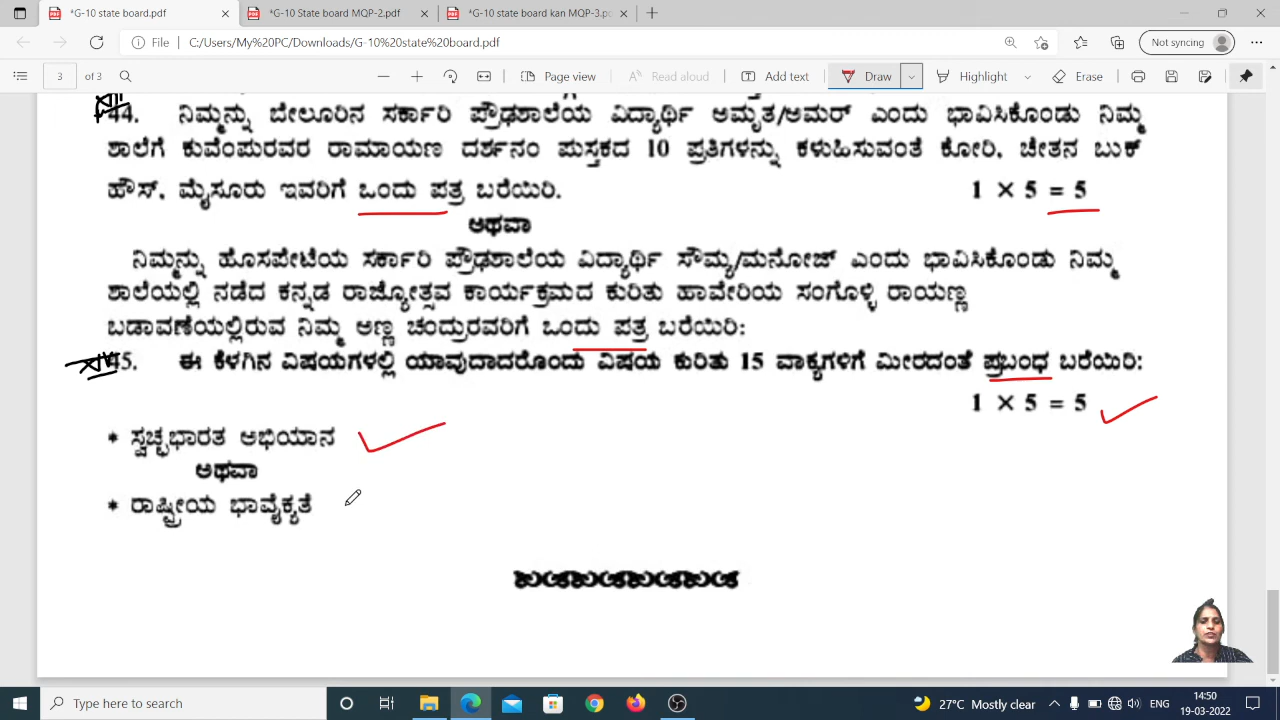 *G-10 state board.pdf
*G-10 State board MQP-2.pdf
*G-10 state board kan MQP-3.pd
File
C:/Users/My%20PC/Downloads/G-10%20state%20board.pdf
Not syncing
3 of 3
Page view
Read aloud
Add text
Draw
Highlight
Erase
44. ನಿಮ್ಮನ್ನು ಬೇಲೂರಿನ ಸರ್ಕಾರಿ ಪ್ರೌಢಶಾಲೆಯ ವಿದ್ಯಾರ್ಥಿ ಅಮೃತ/ಅಮರ್ ಎಂದು ಭಾವಿಸಿಕೊಂಡು ನಿಮ್ಮ
ಶಾಲೆಗೆ ಕುವೆಂಪುರವರ ರಾಮಾಯಣ ದರ್ಶನಂ ಪುಸ್ತಕದ 10 ಪ್ರತಿಗಳನ್ನು ಕಳುಹಿಸುವಂತೆ ಕೋರಿ, ಚೇತನ ಬುಕ್
ಹೌಸ್, ಮೈಸೂರು ಇವರಿಗೆ ಒಂದು ಪತ್ರ ಬರೆಯಿರಿ. 1 × 5 = 5
ಅಥವಾ
ನಿಮ್ಮನ್ನು ಹೊಸಪೇಟೆಯ ಸರ್ಕಾರಿ ಪ್ರೌಢಶಾಲೆಯ ವಿದ್ಯಾರ್ಥಿ ಸೌಮ್ಯ/ಮನೋಜ್ ಎಂದು ಭಾವಿಸಿಕೊಂಡು ನಿಮ್ಮ
ಶಾಲೆಯಲ್ಲಿ ನಡೆದ ಕನ್ನಡ ರಾಜ್ಯೋತ್ಸವ ಕಾರ್ಯಕ್ರಮದ ಕುರಿತು ಹಾವೇರಿಯ ಸಂಗೊಳ್ಳಿ ರಾಯಣ್ಣ
ಬಡಾವಣೆಯಲ್ಲಿರುವ ನಿಮ್ಮ ಅಣ್ಣ ಚಂದ್ರುರವರಿಗೆ ಒಂದು ಪತ್ರ ಬರೆಯಿರಿ:
45. ಈ ಕೆಳಗಿನ ವಿಷಯಗಳಲ್ಲಿ ಯಾವುದಾದರೊಂದು ವಿಷಯ ಕುರಿತು 15 ವಾಕ್ಯಗಳಿಗೆ ಮೀರದಂತೆ ಪ್ರಬಂಧ ಬರೆಯಿರಿ:
1 × 5 = 5
* ಸ್ವಚ್ಛಭಾರತ ಅಭಿಯಾನ
ಅಥವಾ
* ರಾಷ್ಟ್ರೀಯ ಭಾವೈಕ್ಯತೆ
Type here to search
27°C Mostly clear
ENG
14:50
19-03-2022